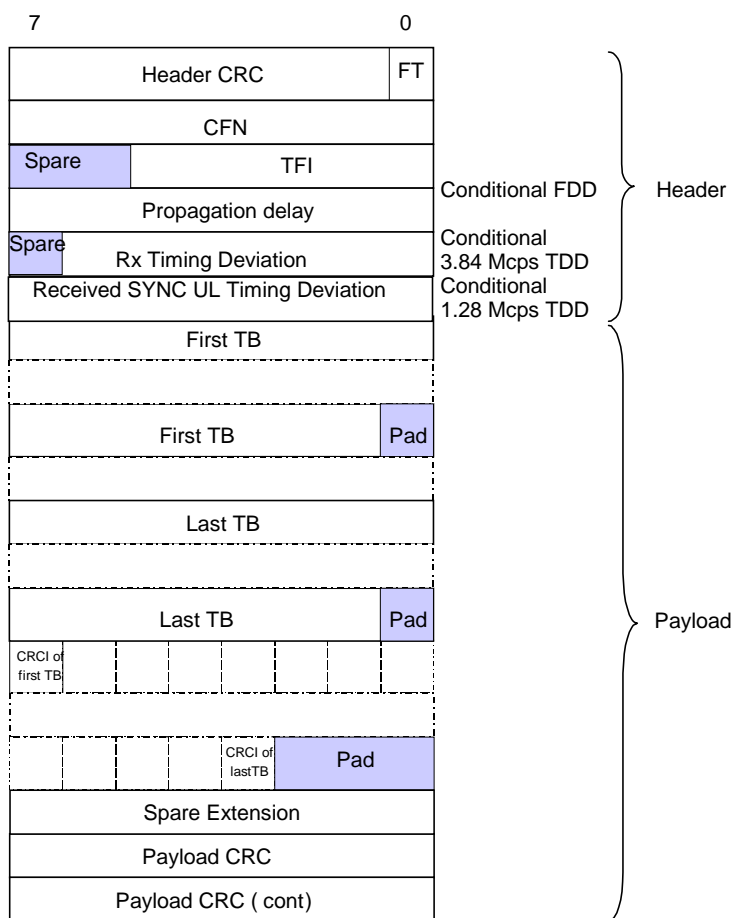 7 0
Header CRC FT
CFN
Spare TFI
Conditional FDD
Header
Propagation delay
Spare Rx Timing Deviation
Conditional
3.84 Mcps TDD
Received SYNC UL Timing Deviation
Conditional
1.28 Mcps TDD
First TB
First TB Pad
Last TB
Last TB Pad
Payload
CRCI of
first TB
CRCI of
lastTB
Pad
Spare Extension
Payload CRC
Payload CRC ( cont)